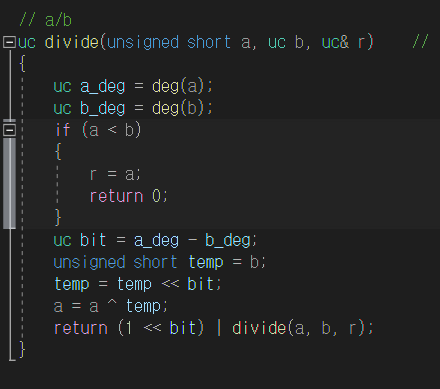 // a/b
uc divide(unsigned short a, uc b, uc& r) //
{
uc a_deg = deg(a);
uc b_deg = deg(b);
if (a < b)
{
r = a;
return 0;
}
uc bit = a_deg - b_deg;
unsigned short temp = b;
temp = temp << bit;
a = a ^ temp;
return (1 << bit) | divide(a, b, r);
}